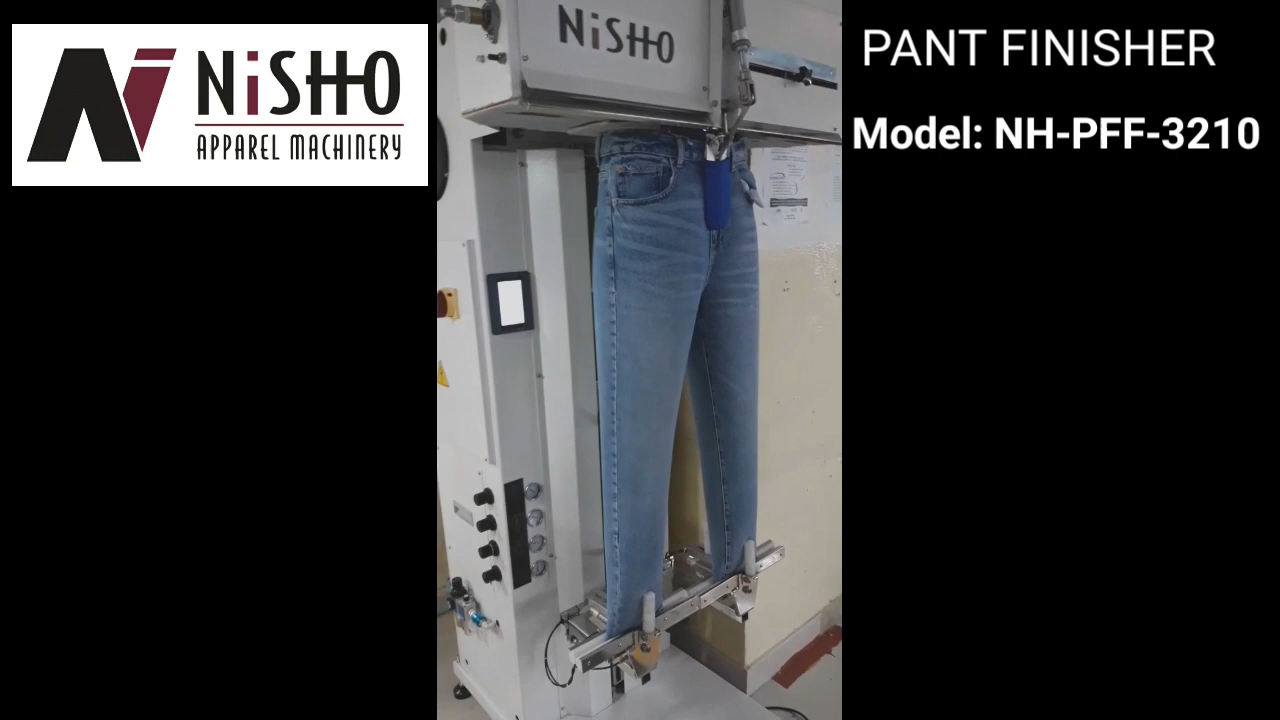 NiSHO
APPAREL MACHINERY
NiSHO
PANT FINISHER
Model: NH-PFF-3210